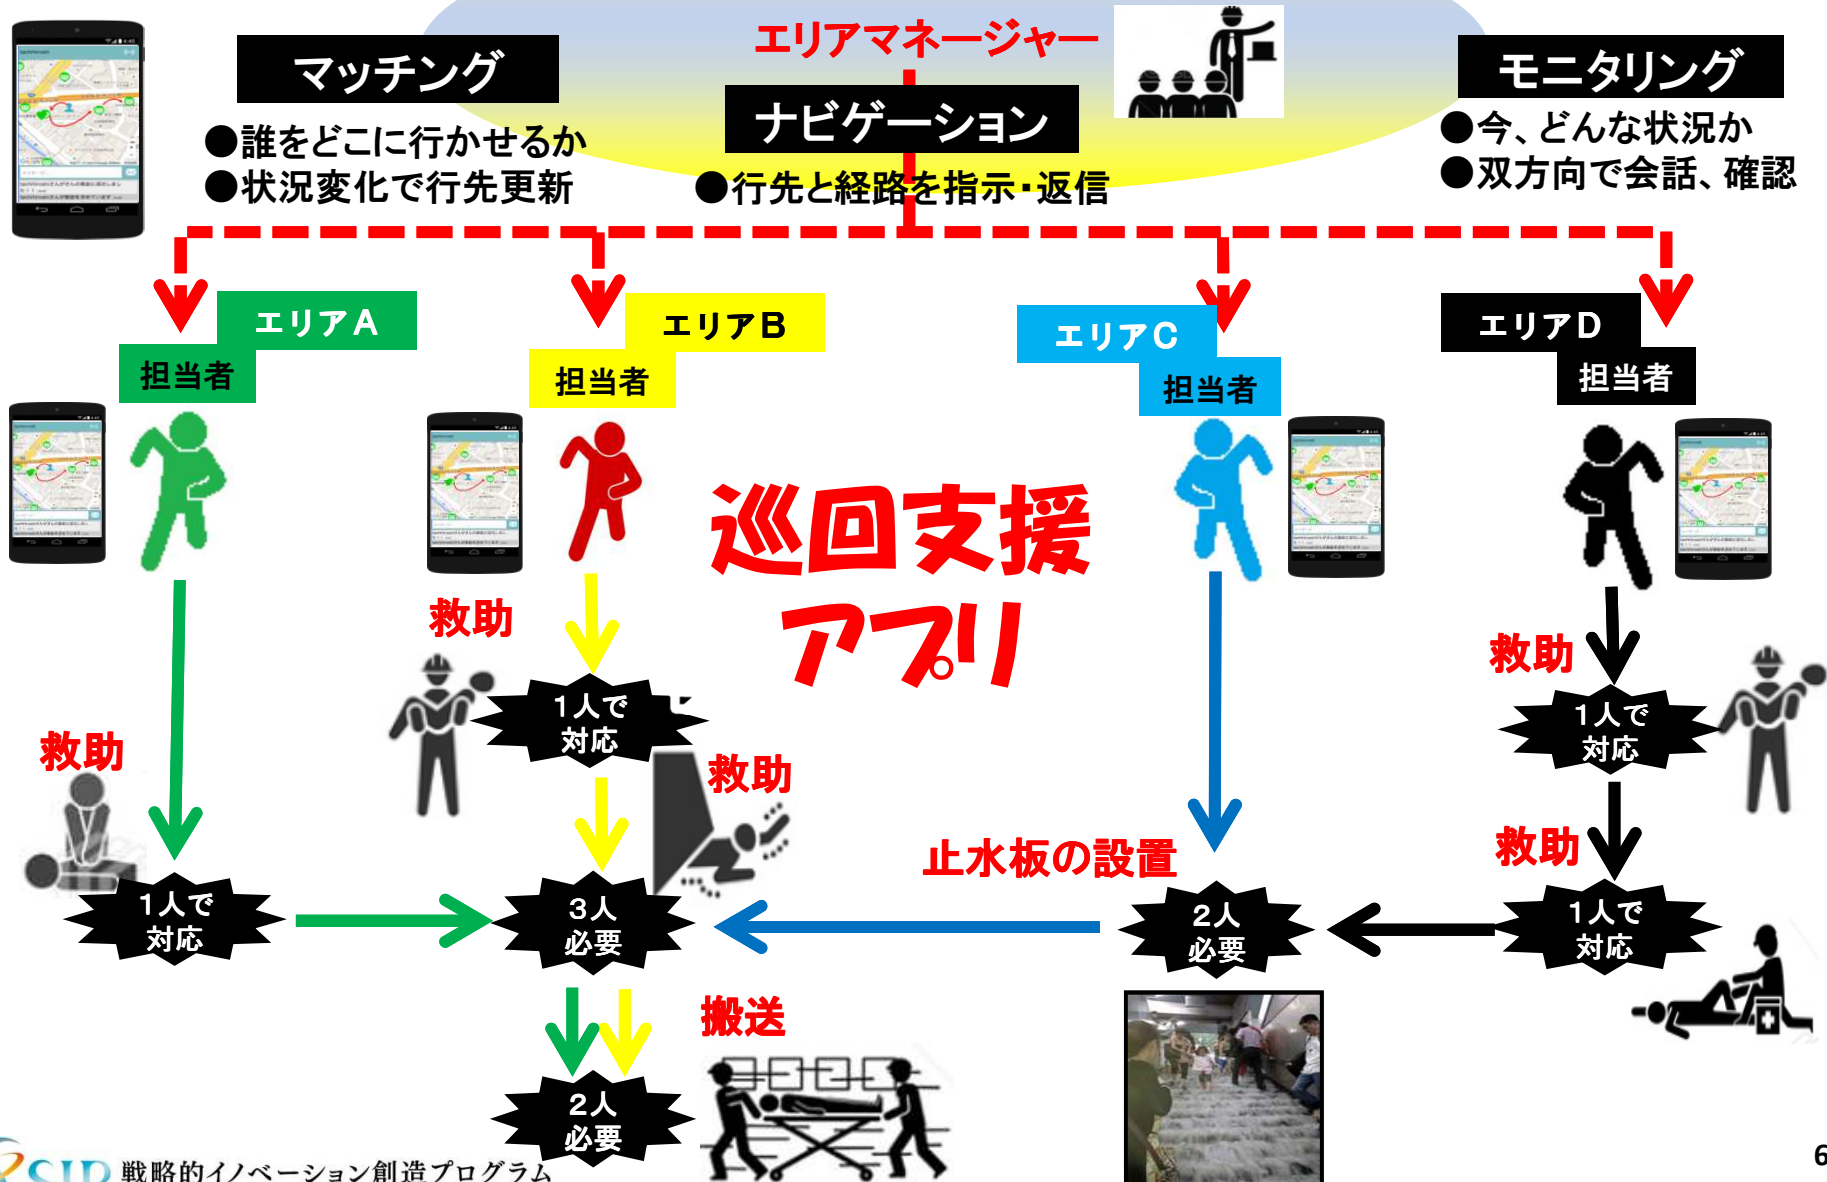 エリアマネージャー
マッチング
●誰をどこに行かせるか
●状況変化で行先更新
ナビゲーション
●行先と経路を指示・返信
モニタリング
●今、どんな状況か
●双方向で会話、確認
エリアA
担当者
エリアB
担当者
エリアC
担当者
エリアD
担当者
巡回支援
アプリ
救助
1人で
対応
救助
1人で
対応
救助
3人
必要
搬送
2人
必要
止水板の設置
2人
必要
救助
1人で
対応
救助
1人で
対応
SIP 戦略的イノベーション創造プログラム
6